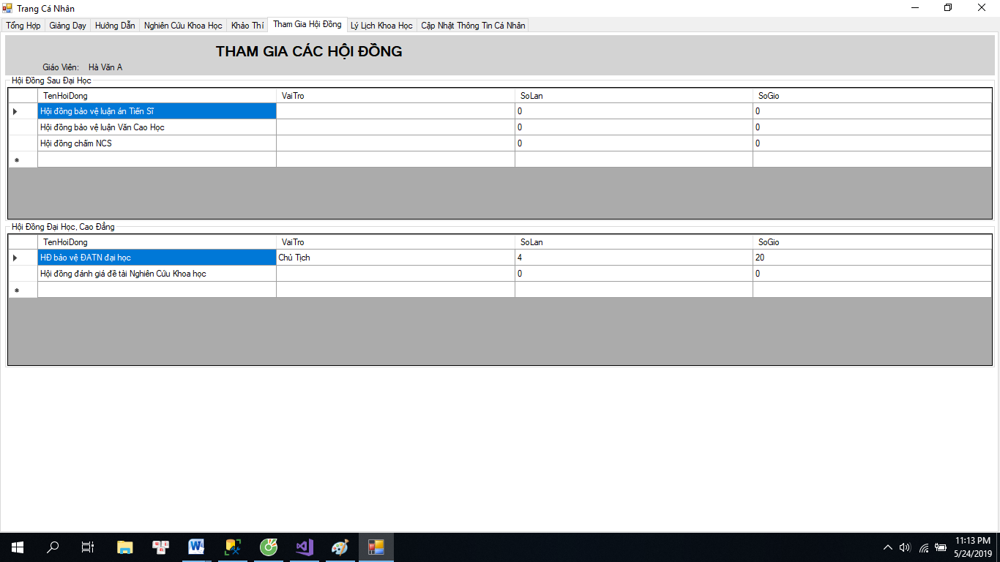 Trang Cá Nhân
Tổng Hợp Giảng Dạy Hướng Dẫn Nghiên Cứu Khoa Học Khảo Thí Tham Gia Hội Đồng Lý Lịch Khoa Học Cập Nhật Thông Tin Cá Nhân
THAM GIA CÁC HỘI ĐỒNG
Giáo Viên: Hà Văn A
Hội Đồng Sau Đại Học
TenHoiDong VaiTro SoLan SoGio
Hội đồng bảo vệ luận án Tiến Sĩ 0 0
Hội đồng bảo vệ luận Văn Cao Học 0 0
Hội đồng chấm NCS 0 0
Hội Đồng Đại Học, Cao Đẳng
TenHoiDong VaiTro SoLan SoGio
HĐ bảo vệ ĐATN đại học Chủ Tịch 4 20
Hội đồng đánh giá đề tài Nghiên Cứu Khoa học 0 0
11:13 PM
5/24/2019